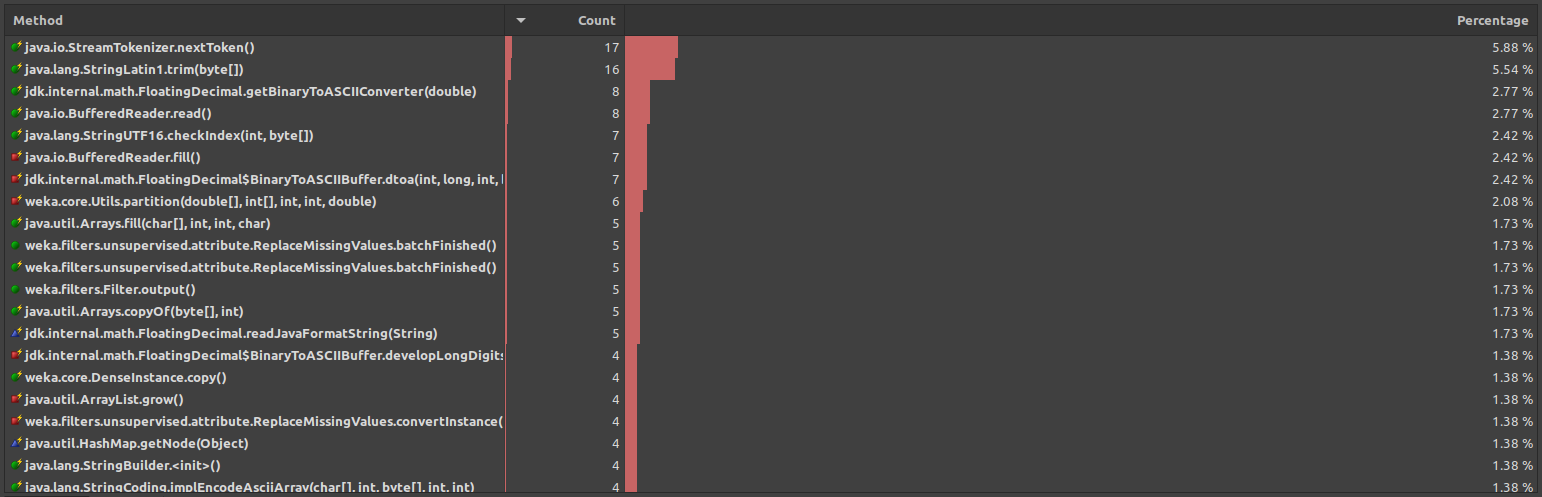 Method Count Percentage
java.io.StreamTokenizer.nextToken() 17 5.88 %
java.lang.StringLatin1.trim(byte[]) 16 5.54 %
jdk.internal.math.FloatingDecimal.getBinaryToASCIIConverter(double) 8 2.77 %
java.io.BufferedReader.read() 8 2.77 %
java.lang.StringUTF16.checkIndex(int, byte[]) 7 2.42 %
java.io.BufferedReader.fill() 7 2.42 %
jdk.internal.math.FloatingDecimal$BinaryToASCIIBuffer.dtoa(int, long, int, 7 2.42 %
weka.core.Utils.partition(double[], int[], int, int, double) 6 2.08 %
java.util.Arrays.fill(char[], int, int, char) 5 1.73 %
weka.filters.unsupervised.attribute.ReplaceMissingValues.batchFinished() 5 1.73 %
weka.filters.unsupervised.attribute.ReplaceMissingValues.batchFinished() 5 1.73 %
weka.filters.Filter.output() 5 1.73 %
java.util.Arrays.copyOf(byte[], int) 5 1.73 %
jdk.internal.math.FloatingDecimal.readJavaFormatString(String) 5 1.73 %
jdk.internal.math.FloatingDecimal$BinaryToASCIIBuffer.developLongDigits 4 1.38 %
weka.core.DenseInstance.copy() 4 1.38 %
java.util.ArrayList.grow() 4 1.38 %
weka.filters.unsupervised.attribute.ReplaceMissingValues.convertInstance( 4 1.38 %
java.util.HashMap.getNode(Object) 4 1.38 %
java.lang.StringBuilder.<init>() 4 1.38 %
java.lang.StringCoding.implEncodeAsciiArray(char[], int, byte[], int, int) 4 1.38 %